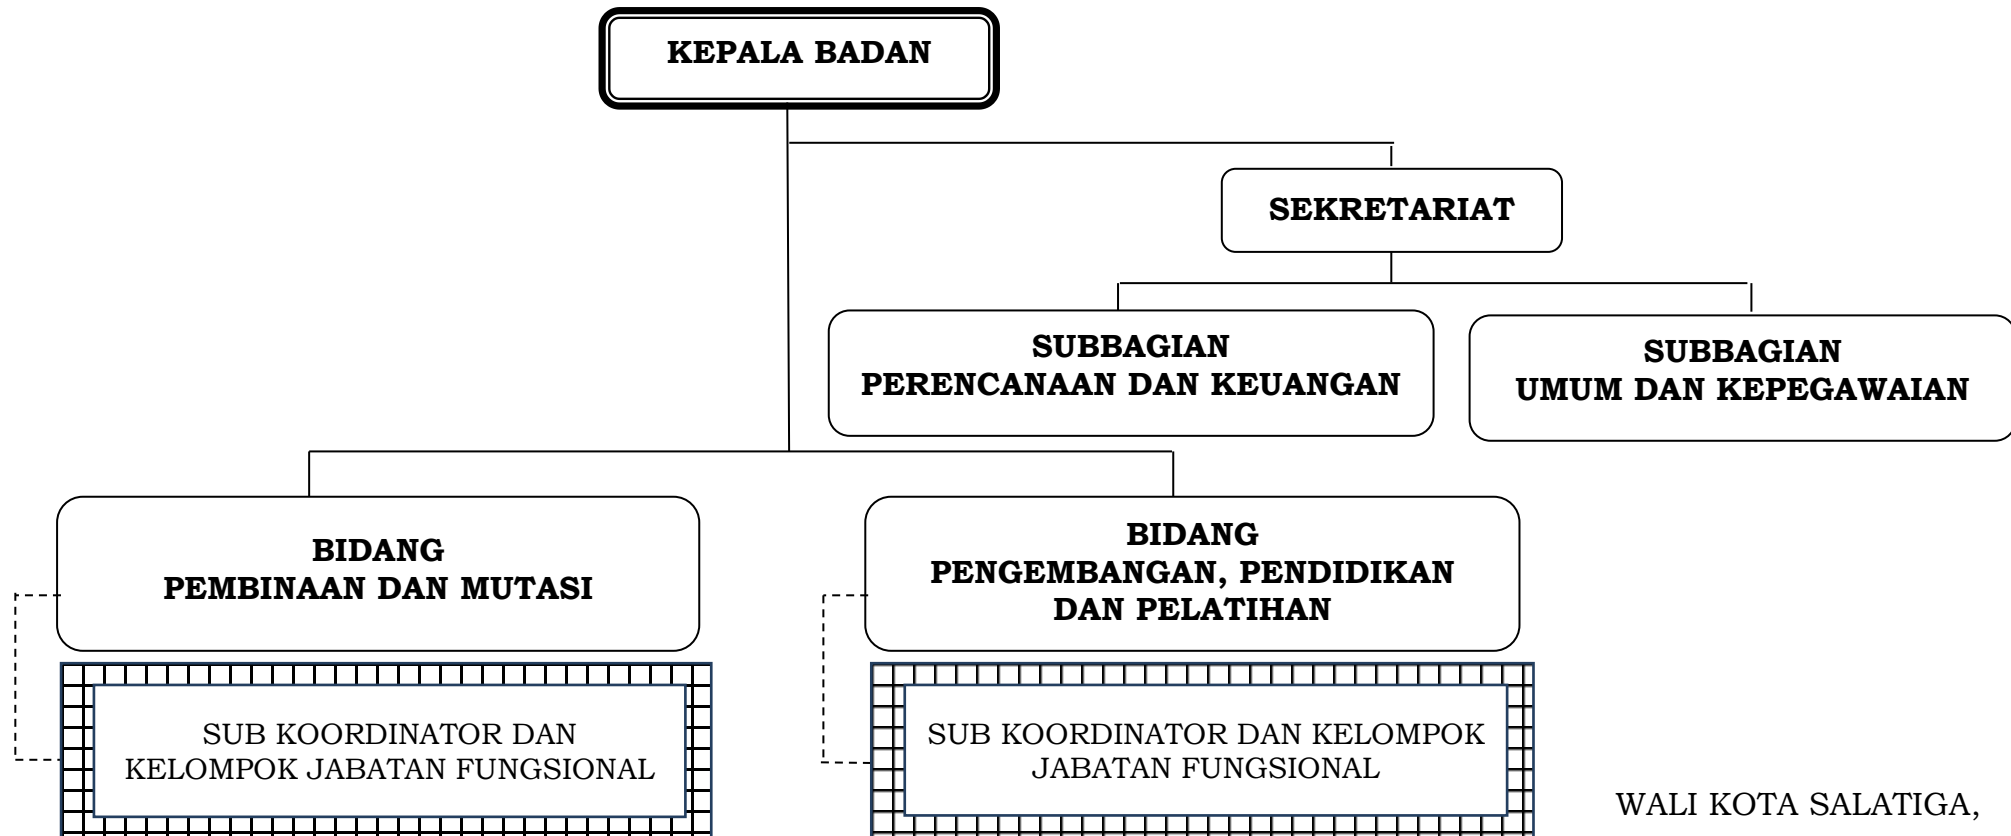 KEPALA BADAN
SEKRETARIAT
SUBBAGIAN
PERENCANAAN DAN KEUANGAN
SUBBAGIAN
UMUM DAN KEPEGAWAIAN
BIDANG
PEMBINAAN DAN MUTASI
BIDANG
PENGEMBANGAN, PENDIDIKAN
DAN PELATIHAN
SUB KOORDINATOR DAN
KELOMPOK JABATAN FUNGSIONAL
SUB KOORDINATOR DAN KELOMPOK
JABATAN FUNGSIONAL
WALI KOTA SALATIGA,